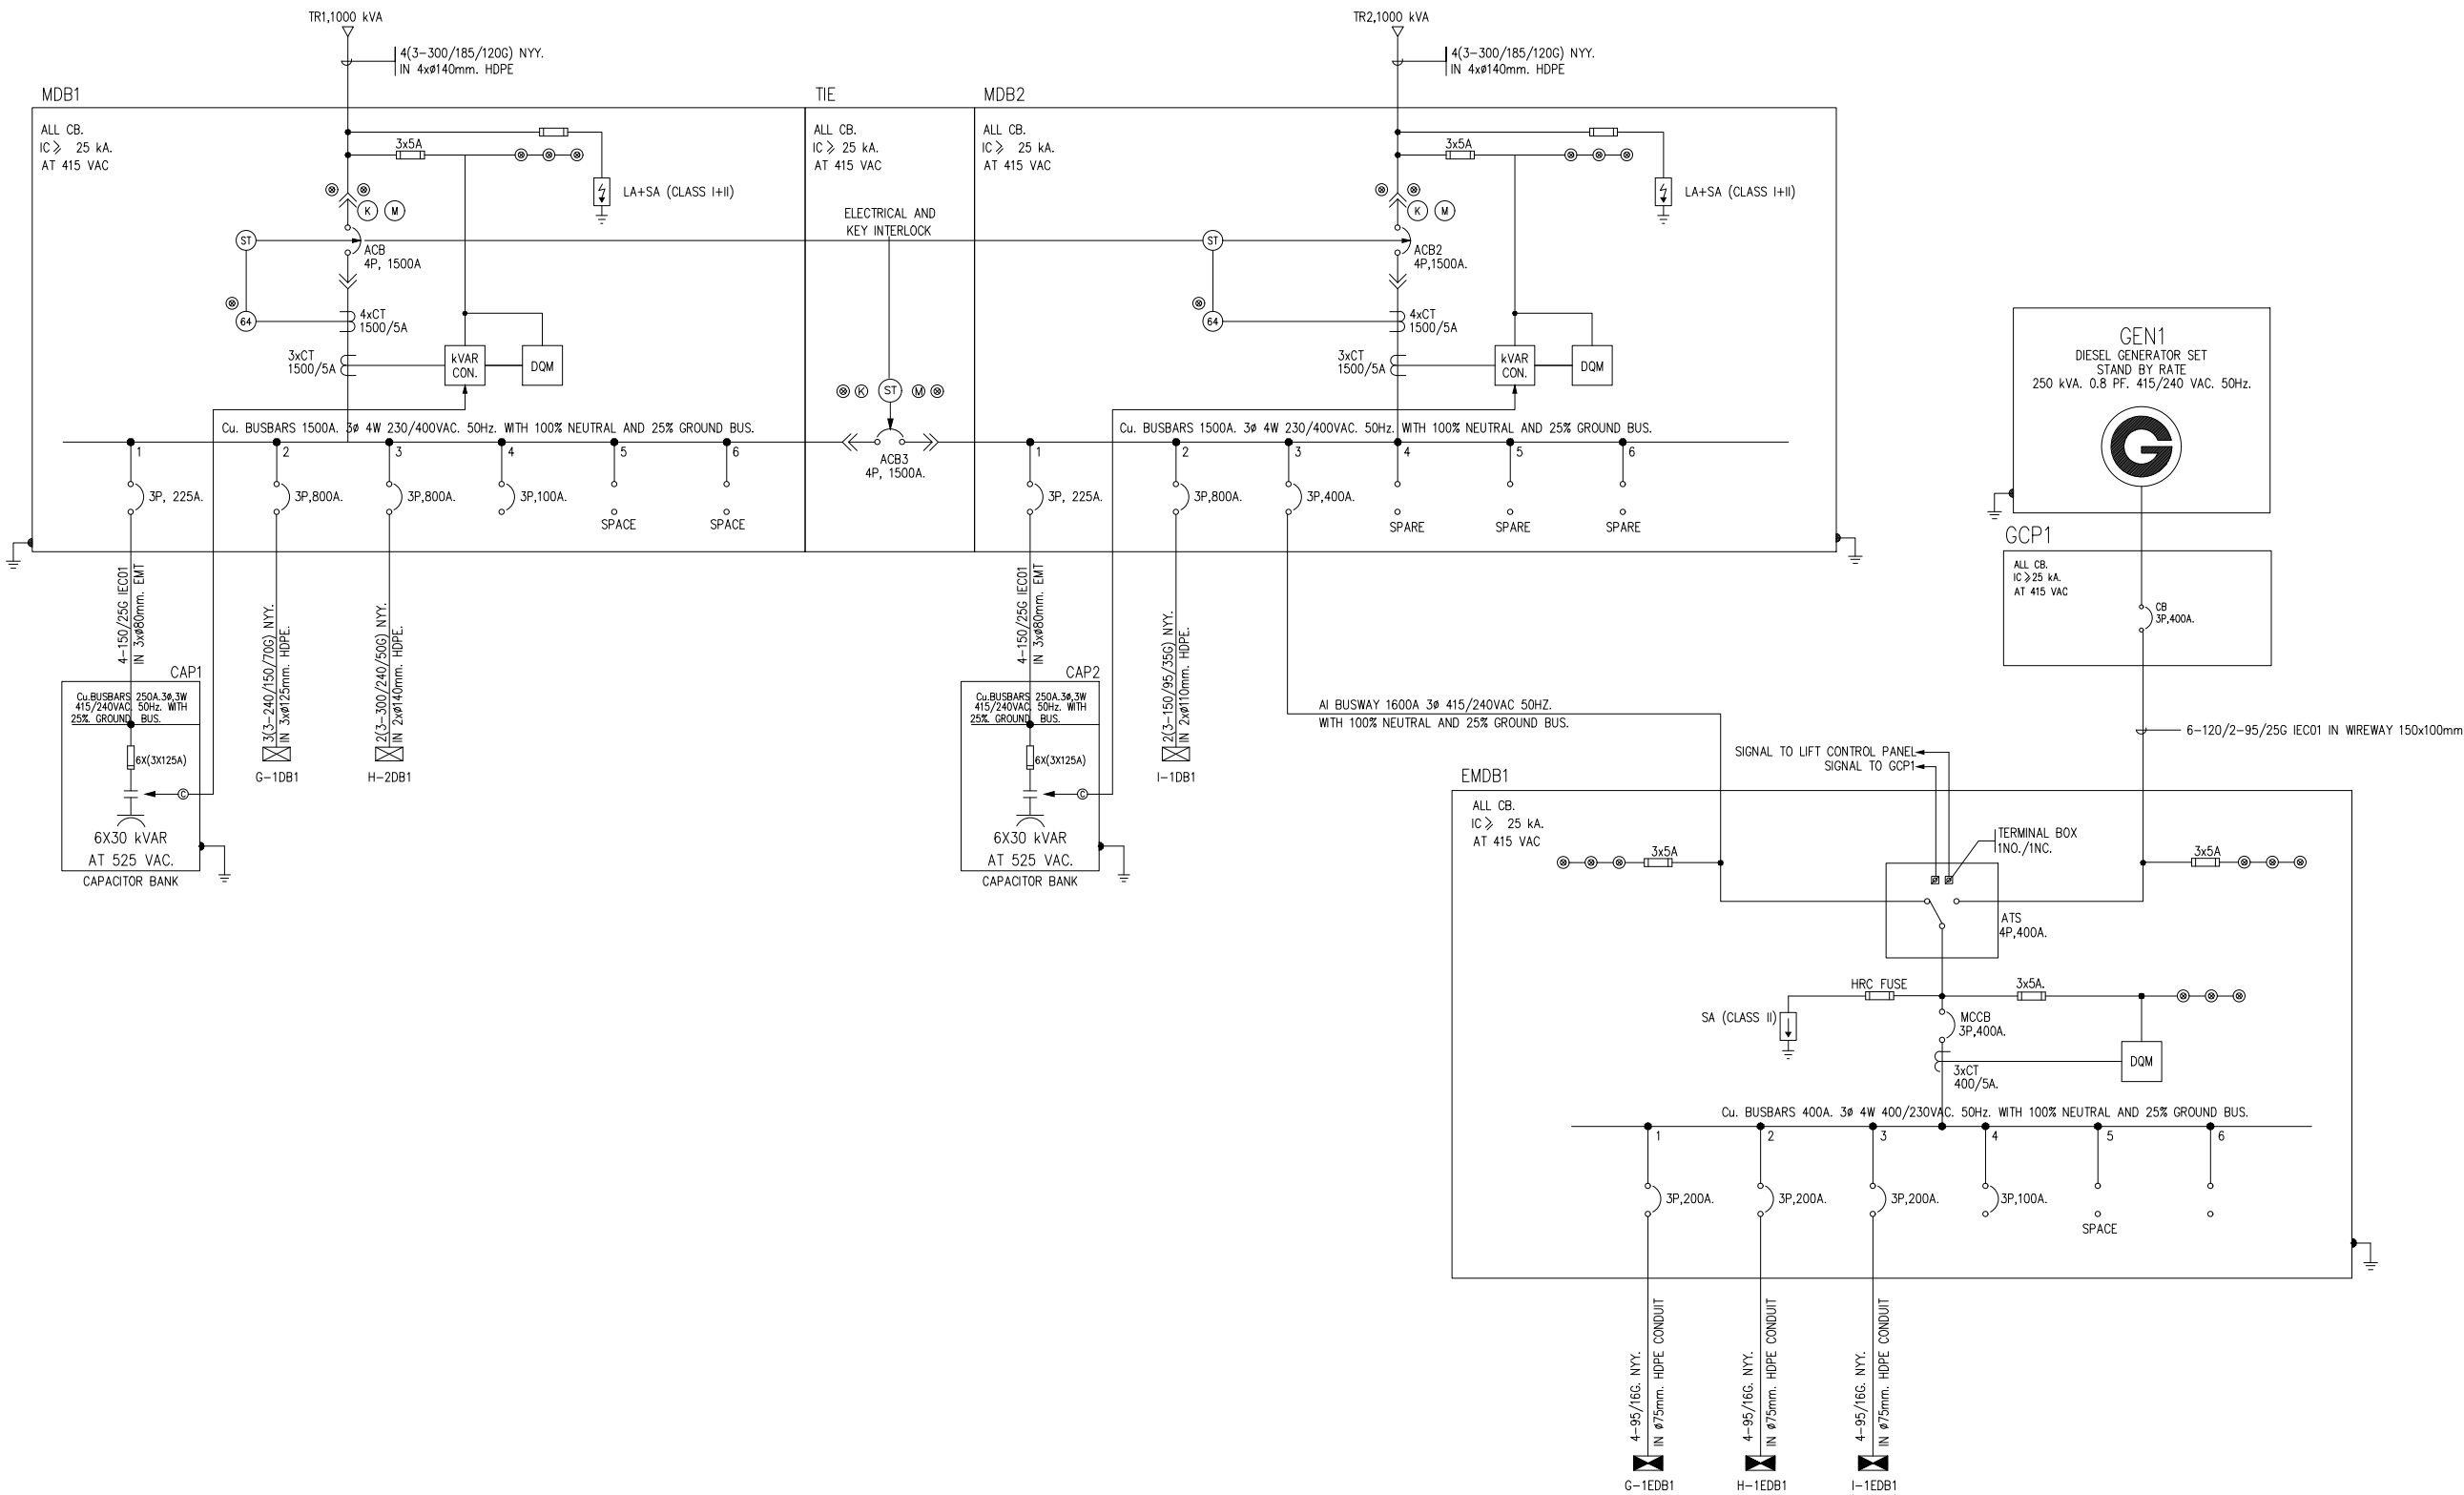 TR1,1000 kVA
4(3-300/185/120G) NYY.
IN 4xø140mm. HDPE
MDB1
ALL CB.
IC ⩾ 25 kA.
AT 415 VAC
3x5A
LA+SA (CLASS I+II)
K
M
ST
ACB
4P, 1500A
64
4xCT
1500/5A
3xCT
1500/5A
kVAR
CON.
DQM
Cu. BUSBARS 1500A. 3ø 4W 230/400VAC. 50Hz. WITH 100% NEUTRAL AND 25% GROUND BUS.
1
2
3
4
5
6
3P, 225A.
3P,800A.
3P,800A.
3P,100A.
SPACE
SPACE
TIE
ALL CB.
IC ⩾ 25 kA.
AT 415 VAC
ELECTRICAL AND
KEY INTERLOCK
K
ST
M
ACB3
4P, 1500A.
TR2,1000 kVA
4(3-300/185/120G) NYY.
IN 4xø140mm. HDPE
MDB2
ALL CB.
IC ⩾ 25 kA.
AT 415 VAC
3x5A
LA+SA (CLASS I+II)
K
M
ST
ACB2
4P,1500A.
64
4xCT
1500/5A
3xCT
1500/5A
kVAR
CON.
DQM
Cu. BUSBARS 1500A. 3ø 4W 230/400VAC. 50Hz. WITH 100% NEUTRAL AND 25% GROUND BUS.
1
2
3
4
5
6
3P, 225A.
3P,800A.
3P,400A.
SPARE
SPARE
SPARE
4-150/25G IEC01
IN 3xø80mm. EMT
3(3-240/150/70G) NYY.
IN 3xø125mm. HDPE.
2(3-300/240/50G) NYY.
IN 2xø140mm. HDPE.
G-1DB1
H-2DB1
CAP1
Cu.BUSBARS 250A.3ø,3W
415/240VAC. 50Hz. WITH
25%. GROUND BUS.
6X(3X125A)
C
6X30 kVAR
AT 525 VAC.
CAPACITOR BANK
4-150/25G IEC01
IN 3xø80mm. EMT
2(3-150/95/35G) NYY.
IN 2xø110mm. HDPE.
I-1DB1
CAP2
Cu.BUSBARS 250A.3ø,3W
415/240VAC. 50Hz. WITH
25%. GROUND BUS.
6X(3X125A)
C
6X30 kVAR
AT 525 VAC.
CAPACITOR BANK
Al BUSWAY 1600A 3ø 415/240VAC 50HZ.
WITH 100% NEUTRAL AND 25% GROUND BUS.
GEN1
DIESEL GENERATOR SET
STAND BY RATE
250 kVA. 0.8 PF. 415/240 VAC. 50Hz.
G
GCP1
ALL CB.
IC ⩾25 kA.
AT 415 VAC
CB
3P,400A.
6-120/2-95/25G IEC01 IN WIREWAY 150x100mm
SIGNAL TO LIFT CONTROL PANEL
SIGNAL TO GCP1
EMDB1
ALL CB.
IC ⩾ 25 kA.
AT 415 VAC
3x5A
TERMINAL BOX
1NO./1NC.
3x5A
ATS
4P,400A.
HRC FUSE
3x5A.
SA (CLASS II)
MCCB
3P,400A.
DQM
3xCT
400/5A.
Cu. BUSBARS 400A. 3ø 4W 400/230VAC. 50Hz. WITH 100% NEUTRAL AND 25% GROUND BUS.
1
2
3
4
5
6
3P,200A.
3P,200A.
3P,200A.
3P,100A.
SPACE
4-95/16G. NYY.
IN ø75mm. HDPE CONDUIT
4-95/16G. NYY.
IN ø75mm. HDPE CONDUIT
4-95/16G. NYY.
IN ø75mm. HDPE CONDUIT
G-1EDB1
H-1EDB1
I-1EDB1